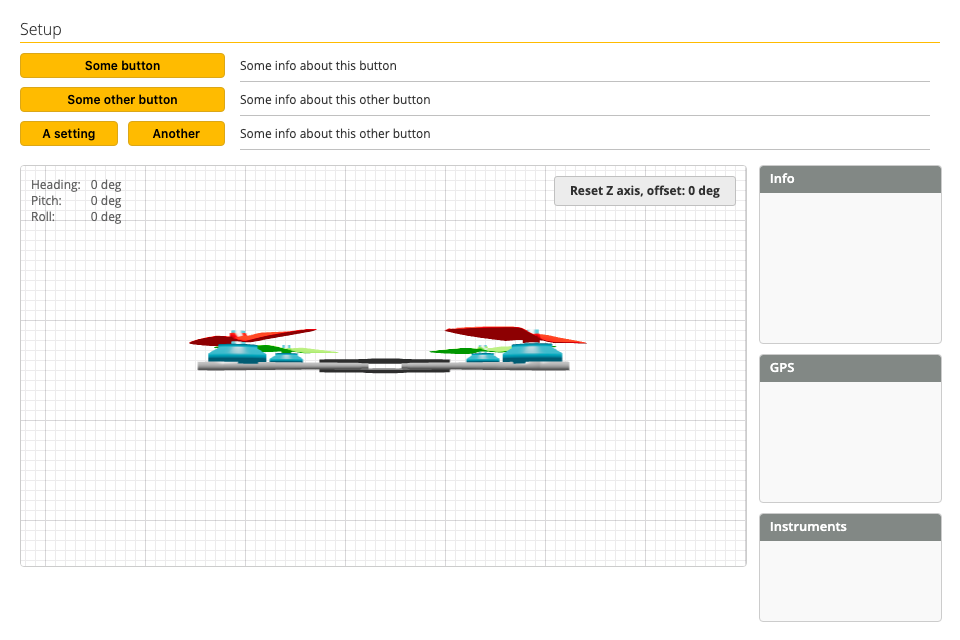 Setup
Some button
Some info about this button
Some other button
Some info about this other button
A setting
Another
Some info about this other button
Heading: 0 deg
Pitch: 0 deg
Roll: 0 deg
Reset Z axis, offset: 0 deg
Info
GPS
Instruments